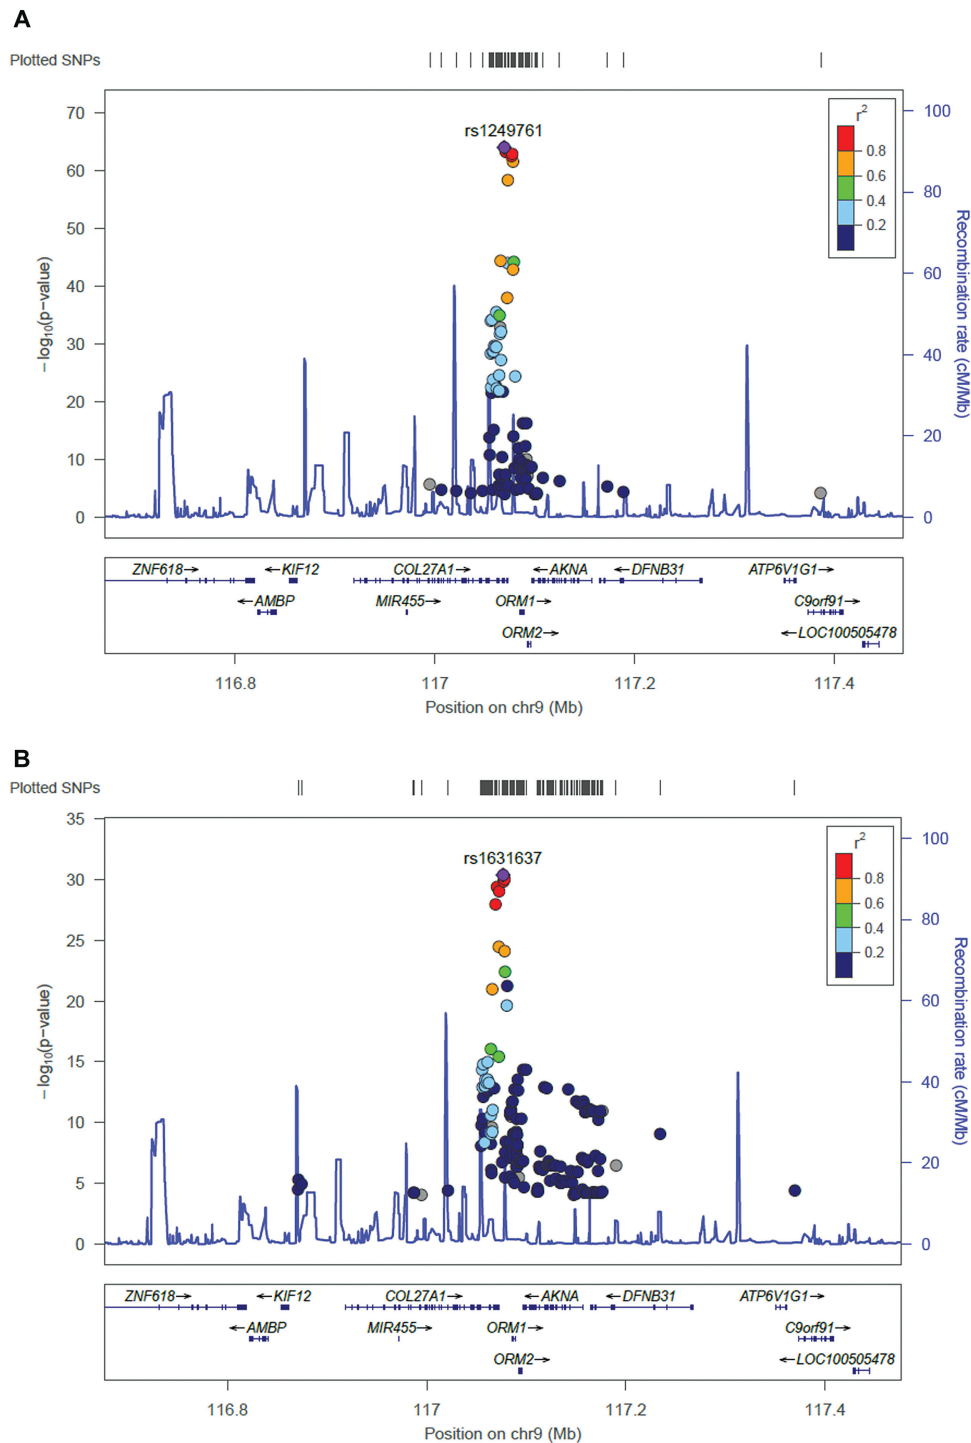 A
Plotted SNPs
rs1249761
r2
0.8
0.6
0.4
0.2
70
60
50
40
30
20
10
0
−log10(p−value)
100
80
60
40
20
0
Recombination rate (cM/Mb)
ZNF618→ ←KIF12 COL27A1→ ←AKNA ←DFNB31 ATP6V1G1→
←AMBP MIR455→ ORM1→ C9orf91→
ORM2→ ←LOC100505478
116.8 117 117.2 117.4
Position on chr9 (Mb)
B
Plotted SNPs
rs1631637
r2
0.8
0.6
0.4
0.2
35
30
25
20
15
10
5
0
−log10(p−value)
100
80
60
40
20
0
Recombination rate (cM/Mb)
ZNF618→ ←KIF12 COL27A1→ ←AKNA ←DFNB31 ATP6V1G1→
←AMBP MIR455→ ORM1→ C9orf91→
ORM2→ ←LOC100505478
116.8 117 117.2 117.4
Position on chr9 (Mb)